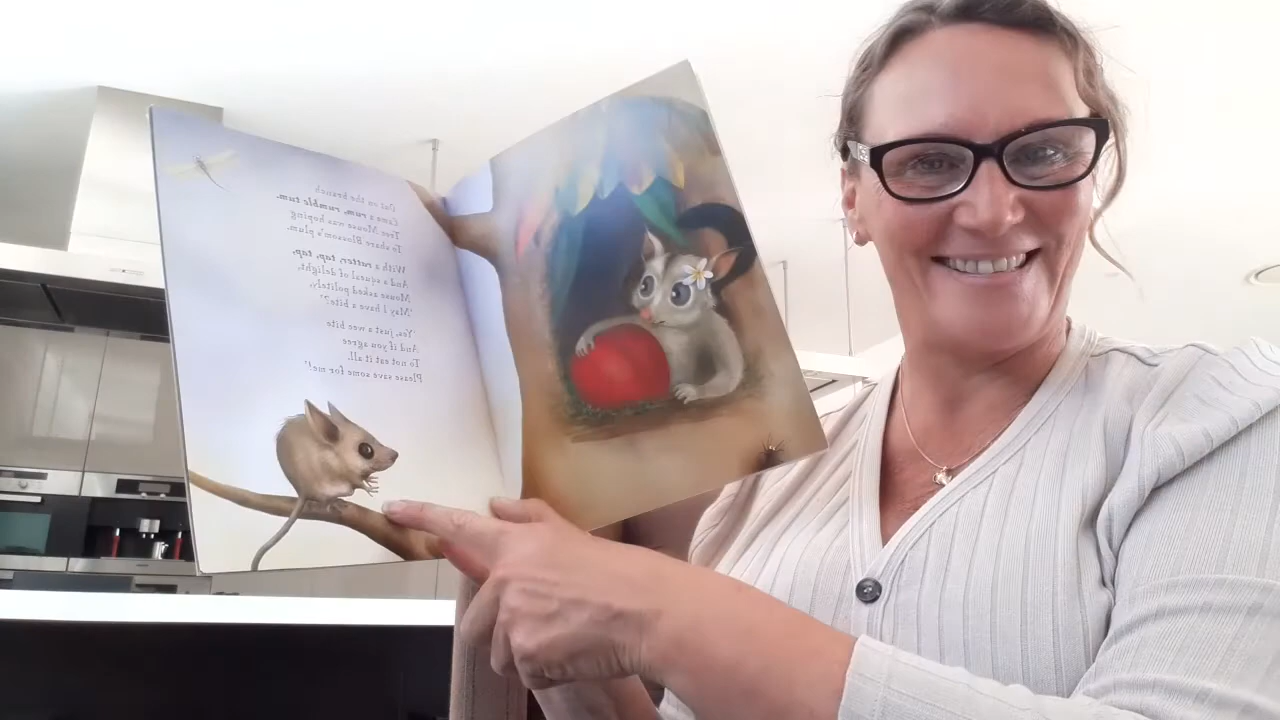 Out on the branch
Came a rum, rumble tum.
Tree Mouse was hoping
To share Blossom's plum.
With a ratter, tap, tap,
And a squeal of delight,
Mouse asked politely,
'May I have a bite?'
'Yes, just a wee bite
And if you agree
To not eat it all.
Please save some for me!'